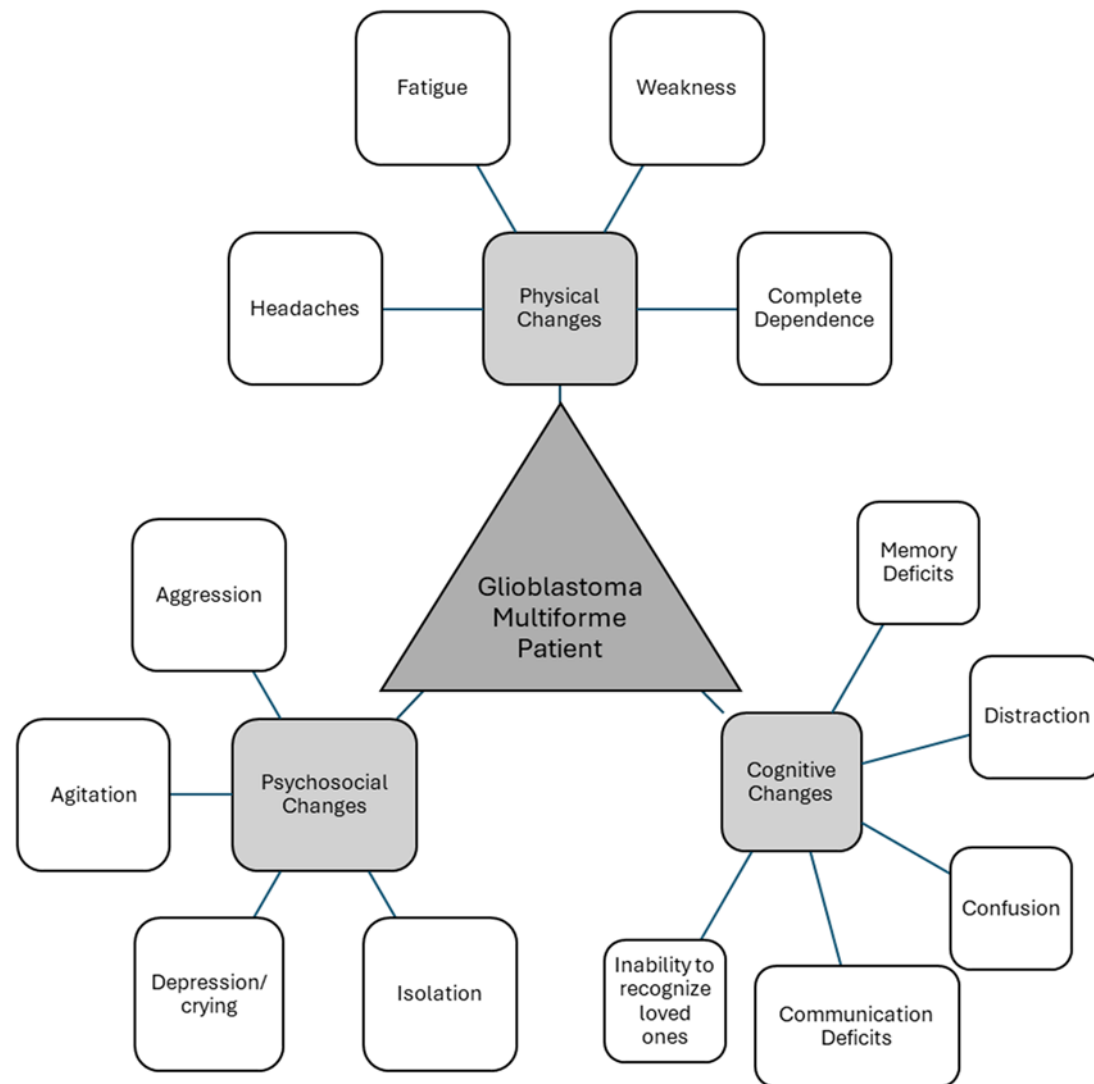 Fatigue
Weakness
Headaches
Physical
Changes
Complete
Dependence
Glioblastoma
Multiforme
Patient
Aggression
Agitation
Psychosocial
Changes
Depression/
crying
Isolation
Memory
Deficits
Distraction
Cognitive
Changes
Confusion
Inability to
recognize
loved
ones
Communication
Deficits